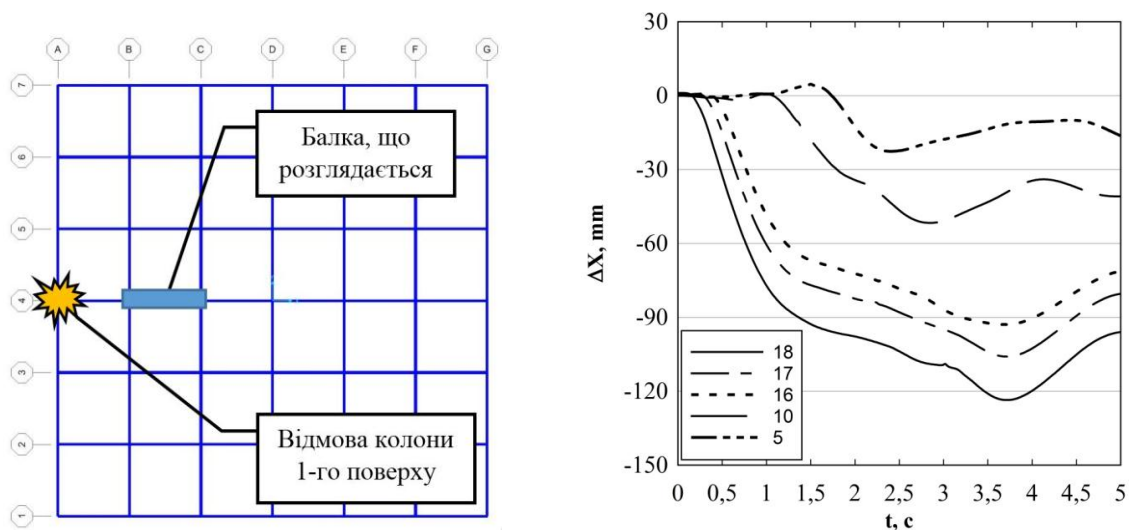 A B C D E F G
7
6
5
4
3
2
1
Балка, що
розглядається
Відмова колони
1-го поверху
30
0
-30
-60
-90
-120
-150
ΔX, mm
18
17
16
10
5
0 0,5 1 1,5 2 2,5 3 3,5 4 4,5 5
t, c